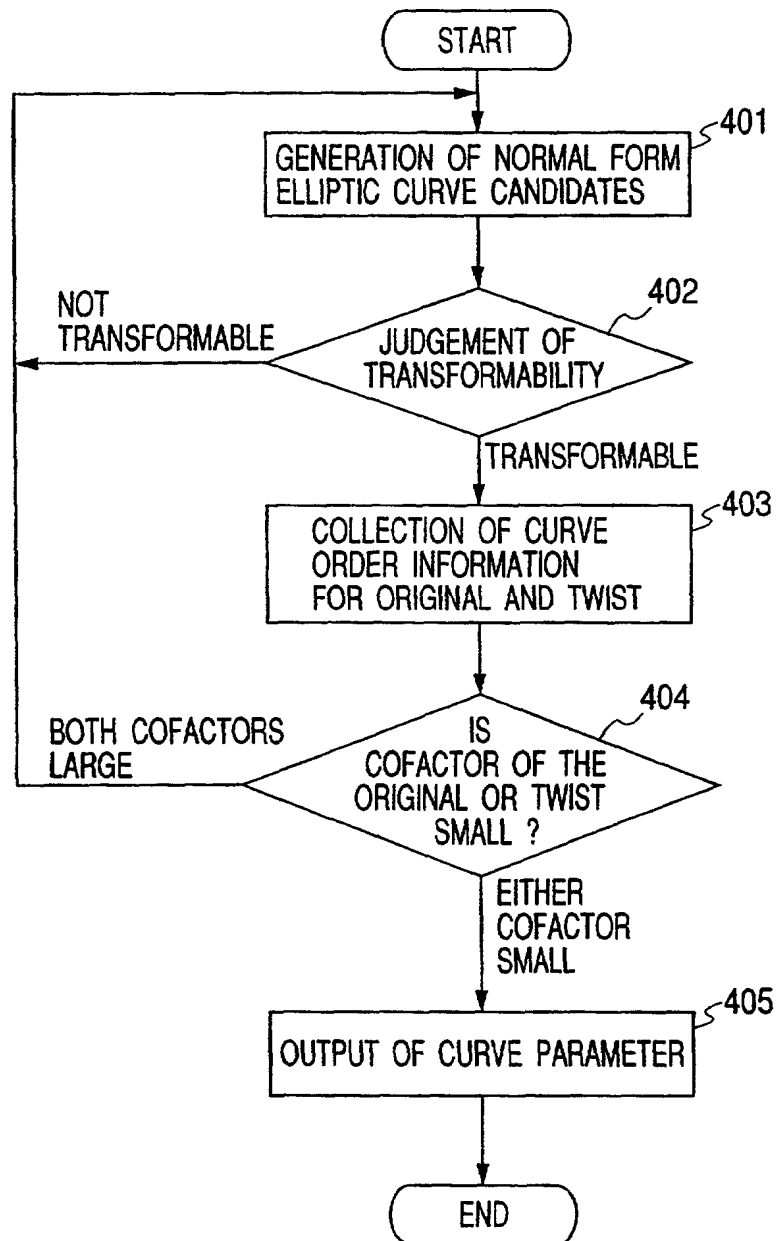 START
401
GENERATION OF NORMAL FORM
ELLIPTIC CURVE CANDIDATES
402
NOT
TRANSFORMABLE
JUDGEMENT OF
TRANSFORMABILITY
TRANSFORMABLE
403
COLLECTION OF CURVE
ORDER INFORMATION
FOR ORIGINAL AND TWIST
404
BOTH COFACTORS
LARGE
IS
COFACTOR OF THE
ORIGINAL OR TWIST
SMALL ?
EITHER
COFACTOR
SMALL
405
OUTPUT OF CURVE PARAMETER
END